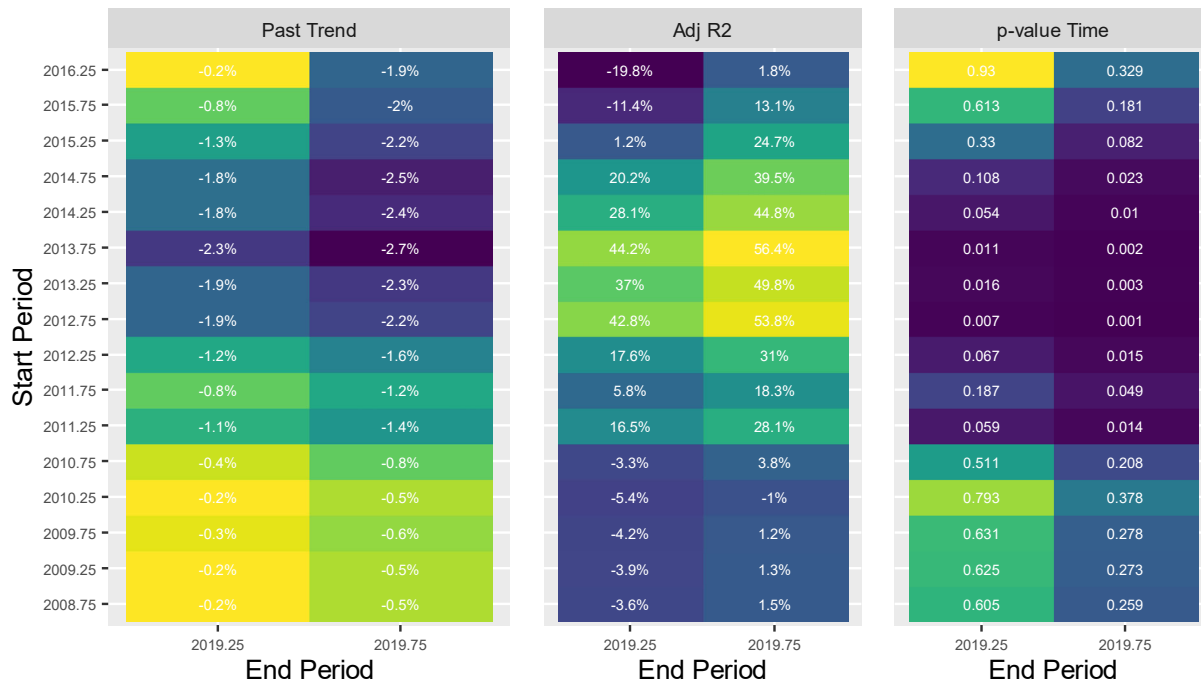 Past Trend Adj R2 p-value Time
2016.25 -0.2% -1.9% -19.8% 1.8% 0.93 0.329
2015.75 -0.8% -2% -11.4% 13.1% 0.613 0.181
2015.25 -1.3% -2.2% 1.2% 24.7% 0.33 0.082
2014.75 -1.8% -2.5% 20.2% 39.5% 0.108 0.023
2014.25 -1.8% -2.4% 28.1% 44.8% 0.054 0.01
2013.75 -2.3% -2.7% 44.2% 56.4% 0.011 0.002
2013.25 -1.9% -2.3% 37% 49.8% 0.016 0.003
2012.75 -1.9% -2.2% 42.8% 53.8% 0.007 0.001
2012.25 -1.2% -1.6% 17.6% 31% 0.067 0.015
2011.75 -0.8% -1.2% 5.8% 18.3% 0.187 0.049
2011.25 -1.1% -1.4% 16.5% 28.1% 0.059 0.014
2010.75 -0.4% -0.8% -3.3% 3.8% 0.511 0.208
2010.25 -0.2% -0.5% -5.4% -1% 0.793 0.378
2009.75 -0.3% -0.6% -4.2% 1.2% 0.631 0.278
2009.25 -0.2% -0.5% -3.9% 1.3% 0.625 0.273
2008.75 -0.2% -0.5% -3.6% 1.5% 0.605 0.259
Start Period
2019.25 2019.75 2019.25 2019.75 2019.25 2019.75
End Period End Period End Period